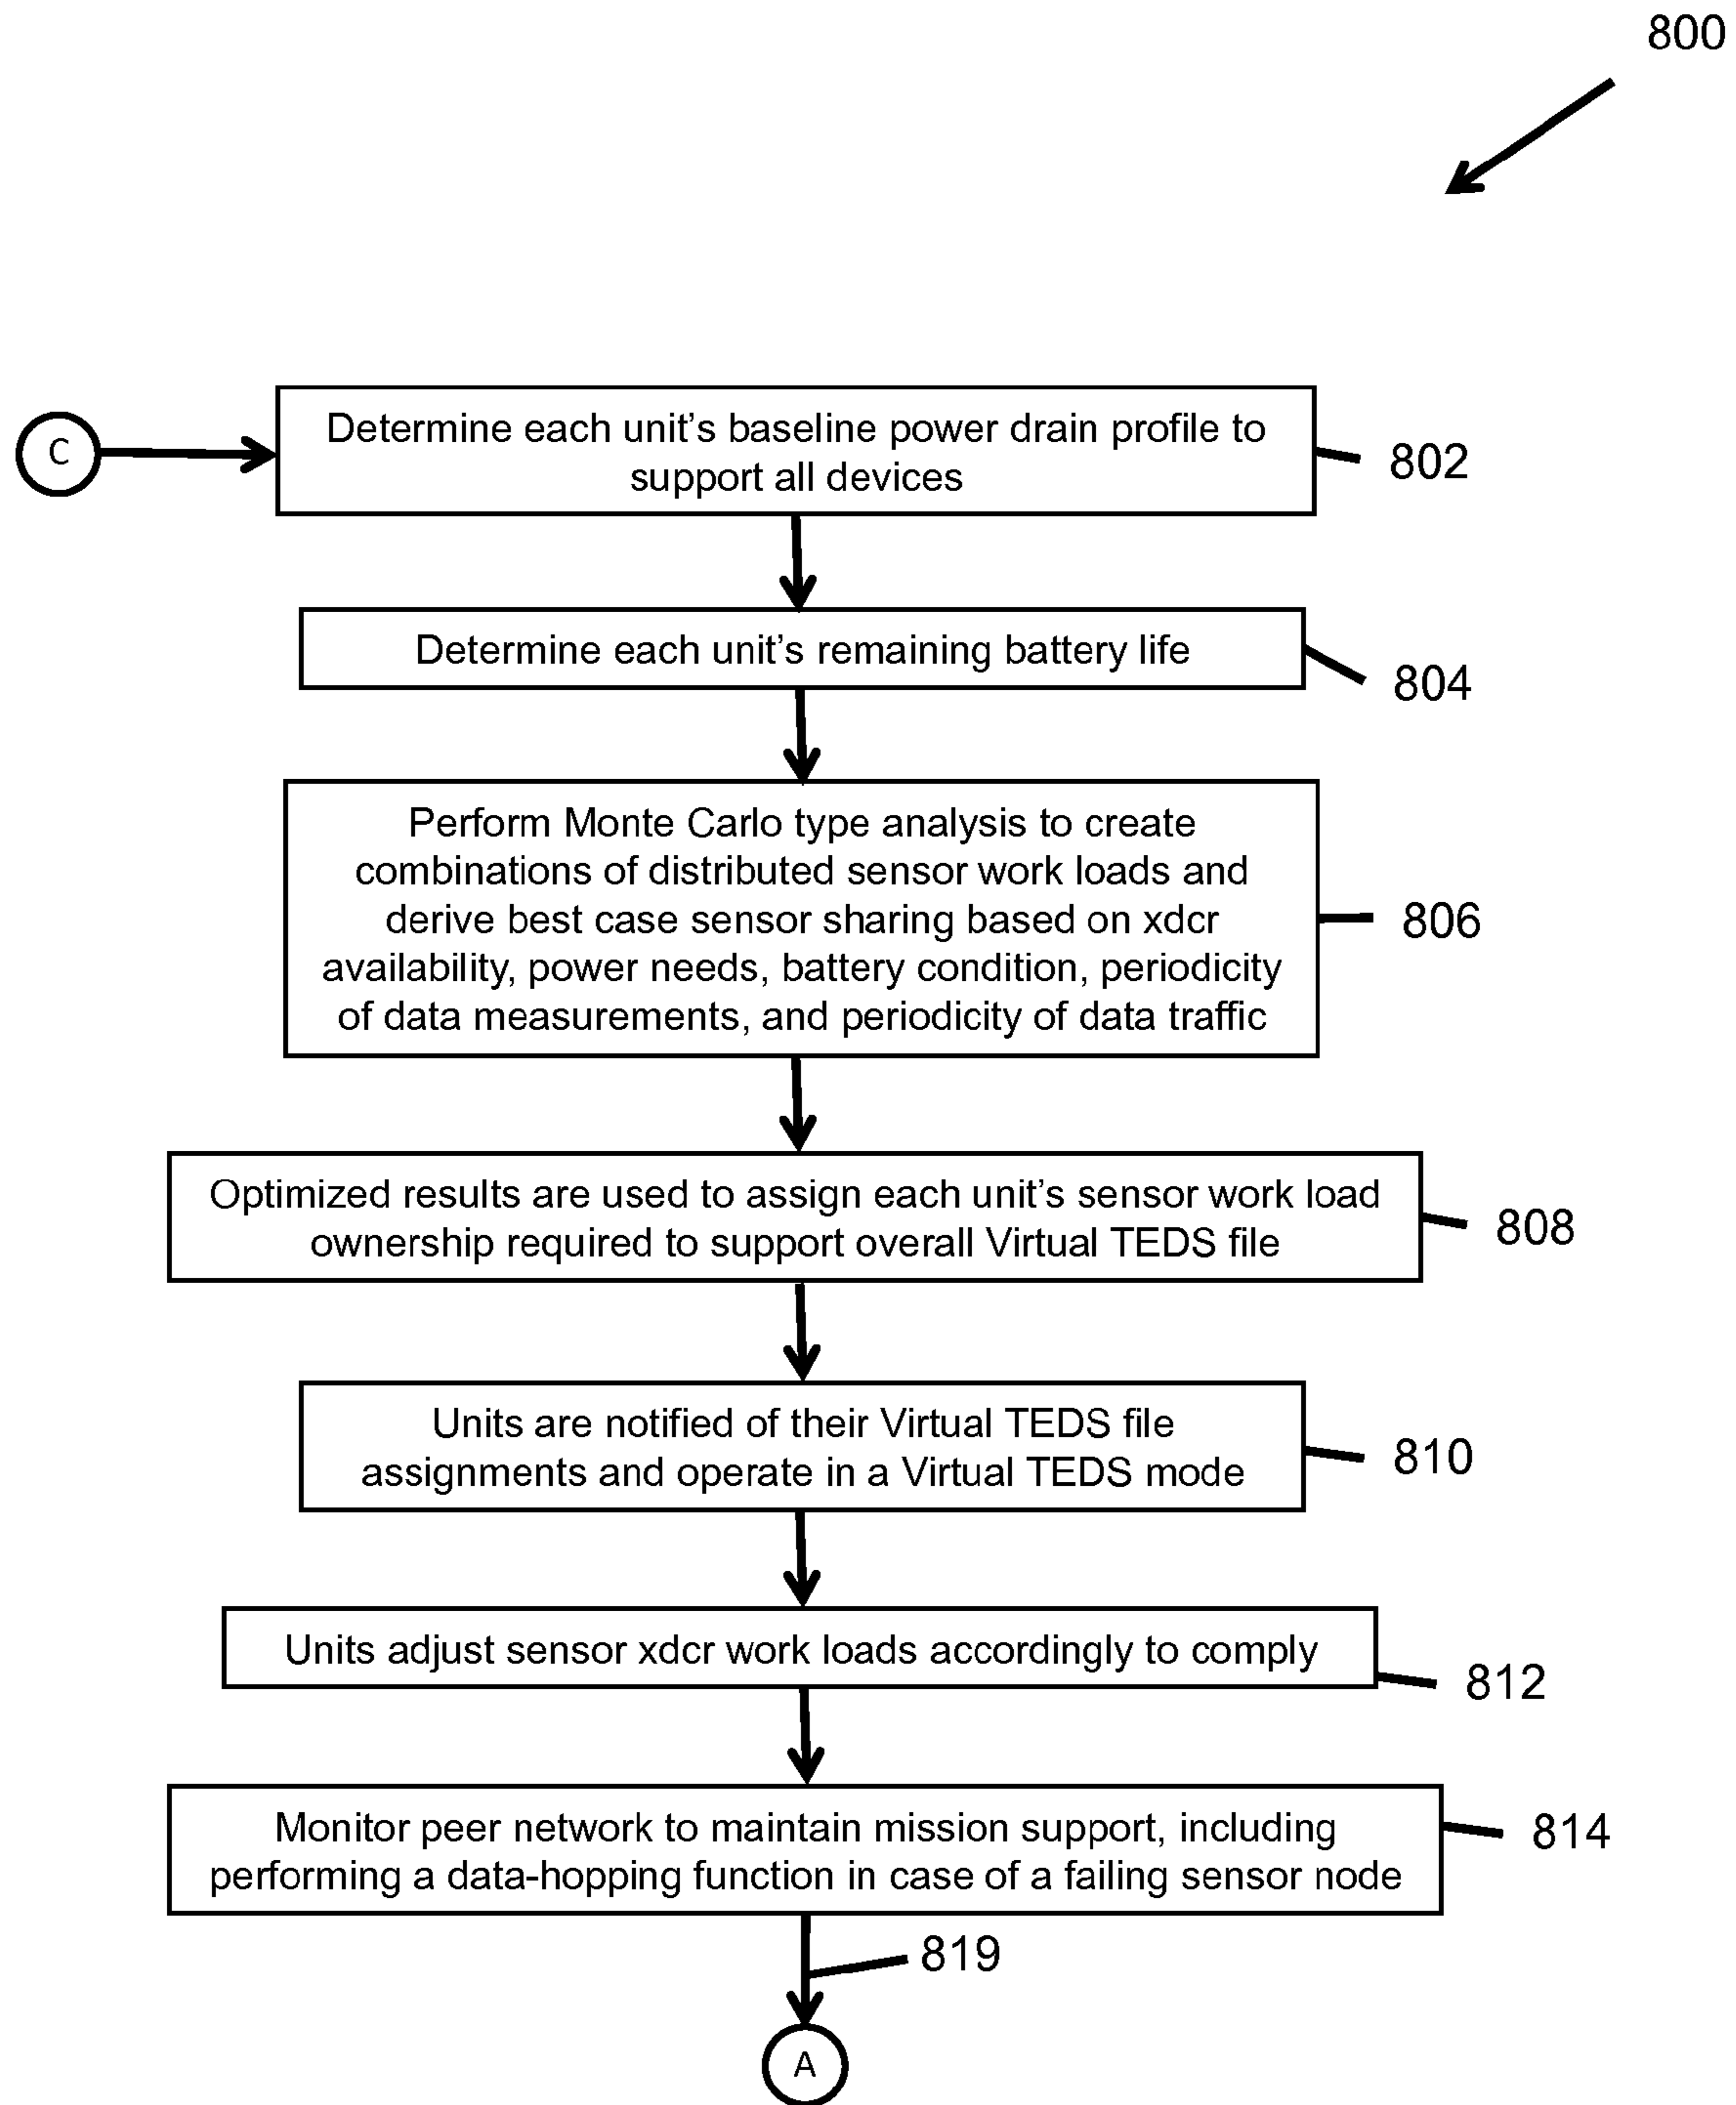 800
C
Determine each unit’s baseline power drain profile to
support all devices
802
Determine each unit’s remaining battery life
804
Perform Monte Carlo type analysis to create
combinations of distributed sensor work loads and
derive best case sensor sharing based on xdcr
availability, power needs, battery condition, periodicity
of data measurements, and periodicity of data traffic
806
Optimized results are used to assign each unit’s sensor work load
ownership required to support overall Virtual TEDS file
808
Units are notified of their Virtual TEDS file
assignments and operate in a Virtual TEDS mode
810
Units adjust sensor xdcr work loads accordingly to comply
812
Monitor peer network to maintain mission support, including
performing a data-hopping function in case of a failing sensor node
814
819
A